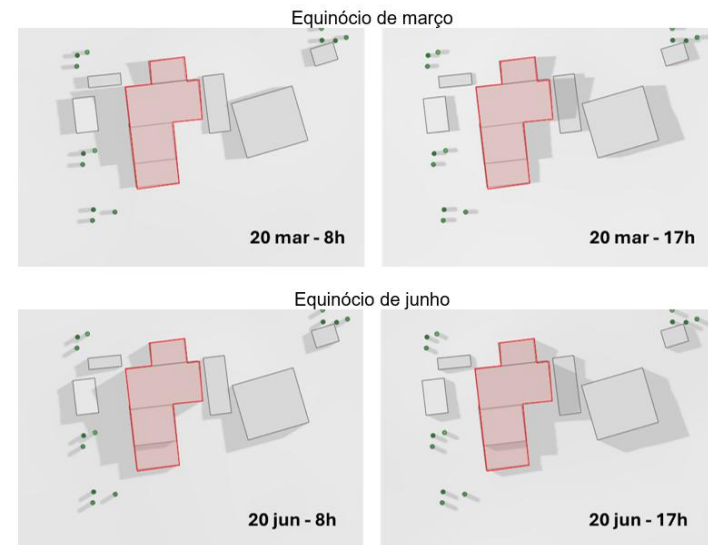 Equinócio de março
20 mar - 8h
20 mar - 17h
Equinócio de junho
20 jun - 8h
20 jun - 17h